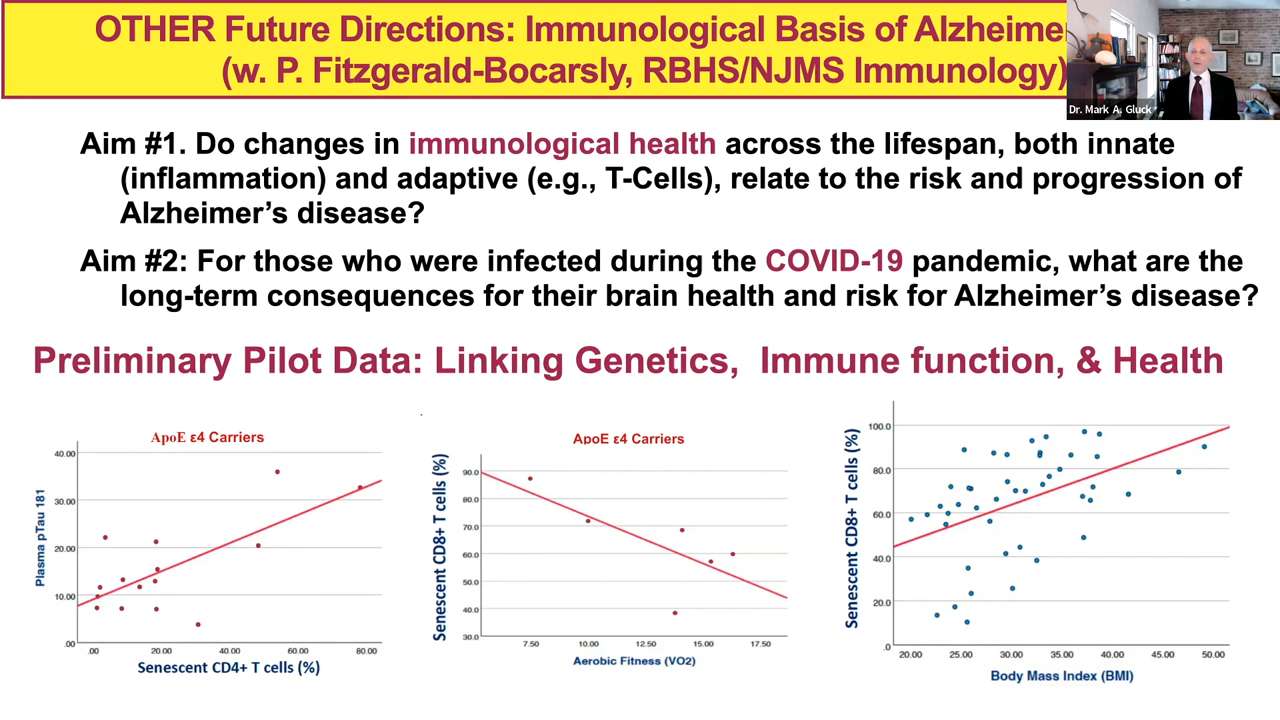 OTHER Future Directions: Immunological Basis of Alzheime
(w. P. Fitzgerald-Bocarsly, RBHS/NJMS Immunology)
Dr. Mark A. Gluck
Aim #1. Do changes in immunological health across the lifespan, both innate
(inflammation) and adaptive (e.g., T-Cells), relate to the risk and progression of
Alzheimer’s disease?
Aim #2: For those who were infected during the COVID-19 pandemic, what are the
long-term consequences for their brain health and risk for Alzheimer’s disease?
Preliminary Pilot Data: Linking Genetics, Immune function, & Health
ApoE ε4 Carriers
Plasma pTau 181
40.00
30.00
20.00
10.00
.00
.00 20.00 40.00 60.00 80.00
Senescent CD4+ T cells (%)
ApoE ε4 Carriers
Senescent CD8+ T cells (%)
90.0
80.0
70.0
60.0
50.0
40.0
30.0
7.50 10.00 12.50 15.00 17.50
Aerobic Fitness (VO2)
Senescent CD8+ T cells (%)
100.0
80.0
60.0
40.0
20.0
.0
20.00 25.00 30.00 35.00 40.00 45.00 50.00
Body Mass Index (BMI)